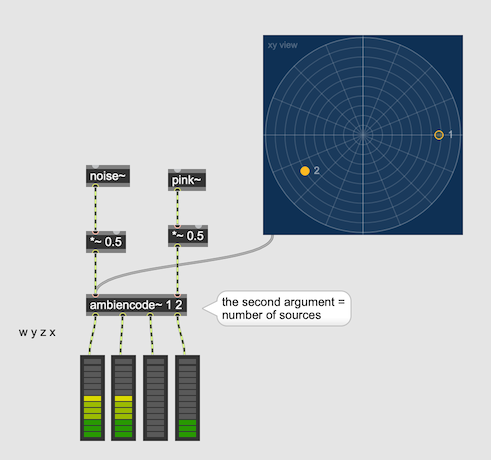 xy view
1
2
noise~
pink~
*~ 0.5
*~ 0.5
ambiencode~ 1 2
the second argument =
number of sources
w y z x